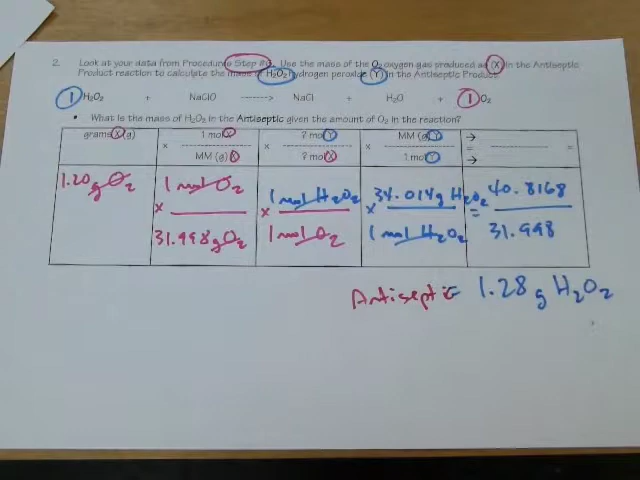 2. Look at your data from Procedure Step #6. Use the mass of the O₂ oxygen gas produced as (X) in the Antiseptic
Product reaction to calculate the mass of H₂O₂ hydrogen peroxide (Y) in the Antiseptic Product
1 H₂O₂ + NaClO -----> NaCl + H₂O + 1 O₂
• What is the mass of H₂O₂ in the Antiseptic given the amount of O₂ in the reaction?
grams X (g) × 1 mol X × ? mol Y × MM (g) Y → =
MM (g) X ? mol X 1 mol Y = →
1.20 g O₂ 1 mol O₂ 1 mol H₂O₂ 34.014 g H₂O₂ 40.8168
× × × =
31.998 g O₂ 1 mol O₂ 1 mol H₂O₂ 31.998
Antiseptic 1.28 g H₂O₂